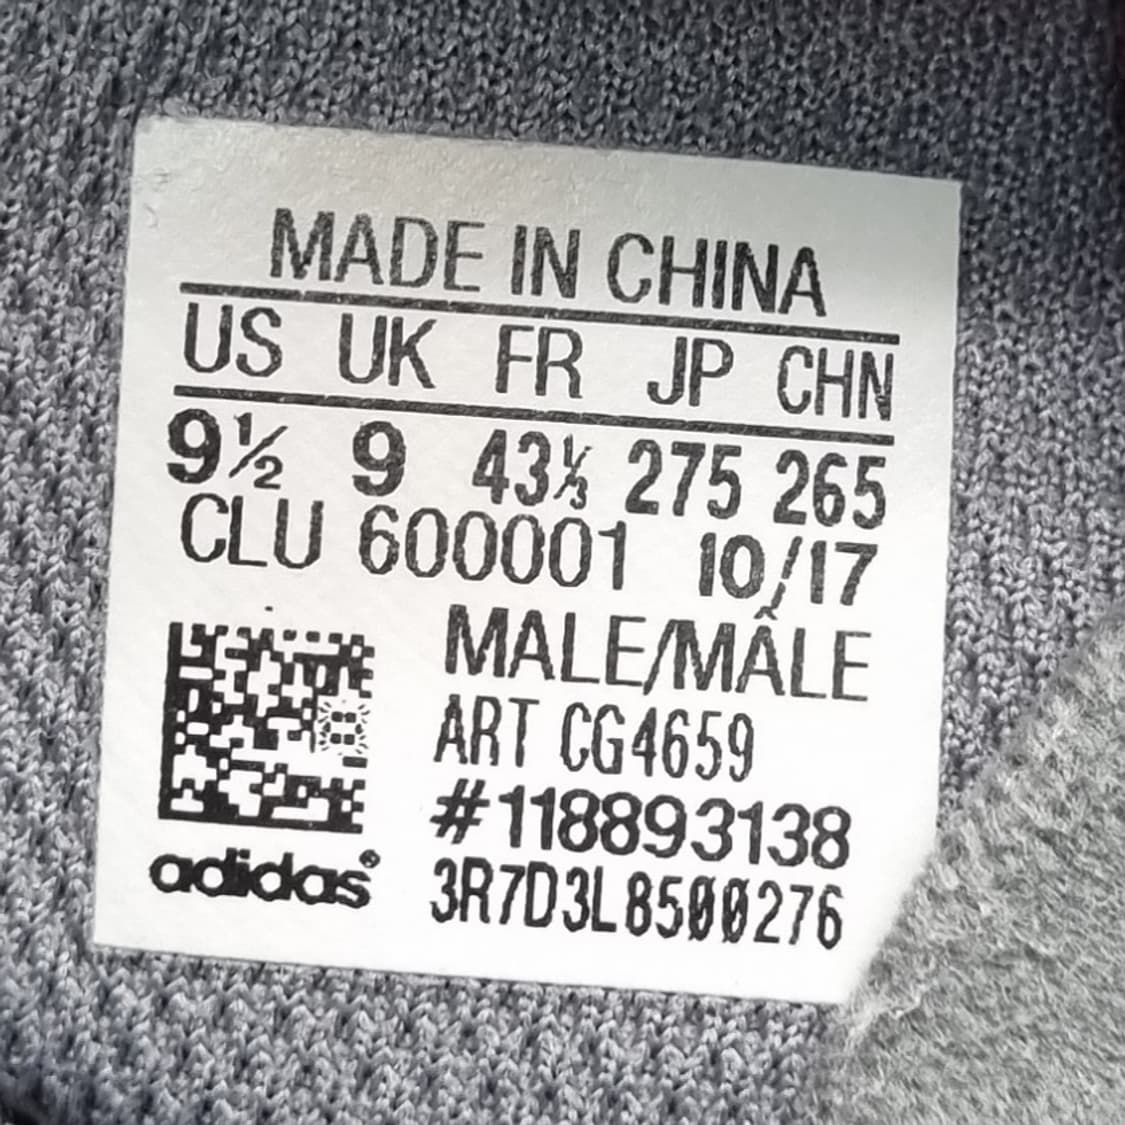 MADE IN CHINA
US UK FR JP CHN
9½ 9 43⅓ 275 265
CLU 600001 10/17
MALE/MÂLE
ART CG4659
#118893138
adidas® 3R7D3L8500276